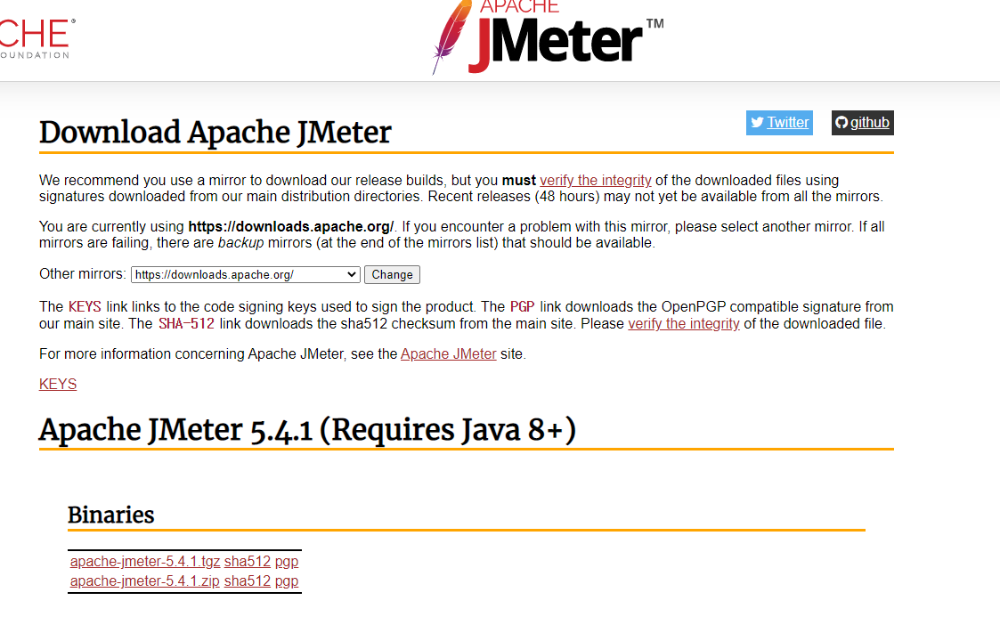 APACHE
CHE®
OUNDATION
JMeter™
Download Apache JMeter
Twitter
github
We recommend you use a mirror to download our release builds, but you must verify the integrity of the downloaded files using
signatures downloaded from our main distribution directories. Recent releases (48 hours) may not yet be available from all the mirrors.
You are currently using https://downloads.apache.org/. If you encounter a problem with this mirror, please select another mirror. If all
mirrors are failing, there are backup mirrors (at the end of the mirrors list) that should be available.
Other mirrors: https://downloads.apache.org/ Change
The KEYS link links to the code signing keys used to sign the product. The PGP link downloads the OpenPGP compatible signature from
our main site. The SHA-512 link downloads the sha512 checksum from the main site. Please verify the integrity of the downloaded file.
For more information concerning Apache JMeter, see the Apache JMeter site.
KEYS
Apache JMeter 5.4.1 (Requires Java 8+)
Binaries
apache-jmeter-5.4.1.tgz sha512 pgp
apache-jmeter-5.4.1.zip sha512 pgp